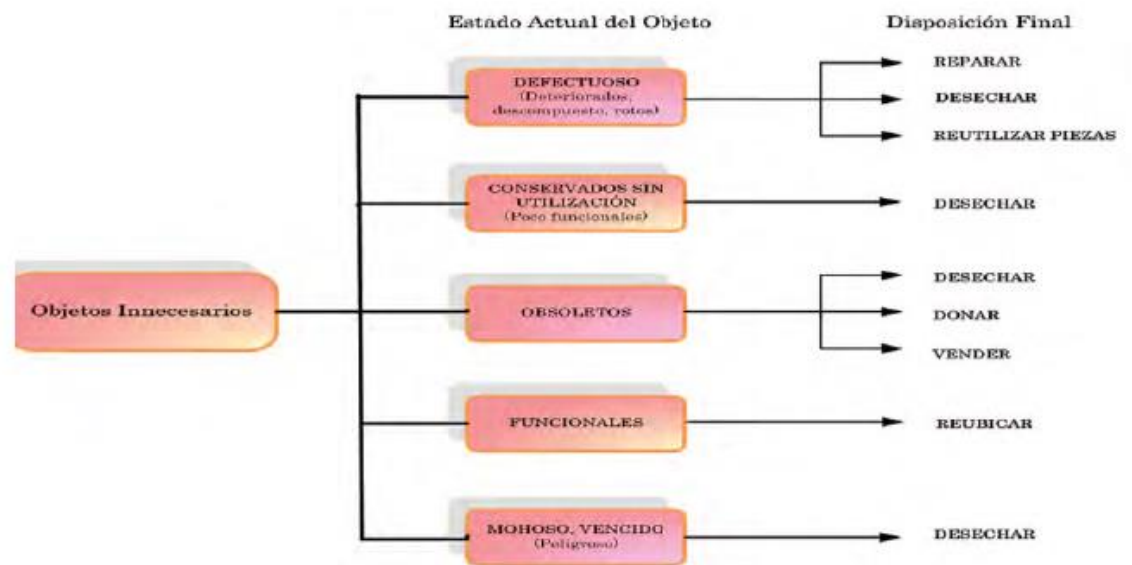 Estado Actual del Objeto
Disposición Final
Objetos Innecesarios
DEFECTUOSO
(Deteriorados,
descompuesto, rotos)
REPARAR
DESECHAR
REUTILIZAR PIEZAS
CONSERVADOS SIN
UTILIZACIÓN
(Poco funcionales)
DESECHAR
OBSOLETOS
DESECHAR
DONAR
VENDER
FUNCIONALES
REUBICAR
MOHOSO, VENCIDO
(Peligroso)
DESECHAR